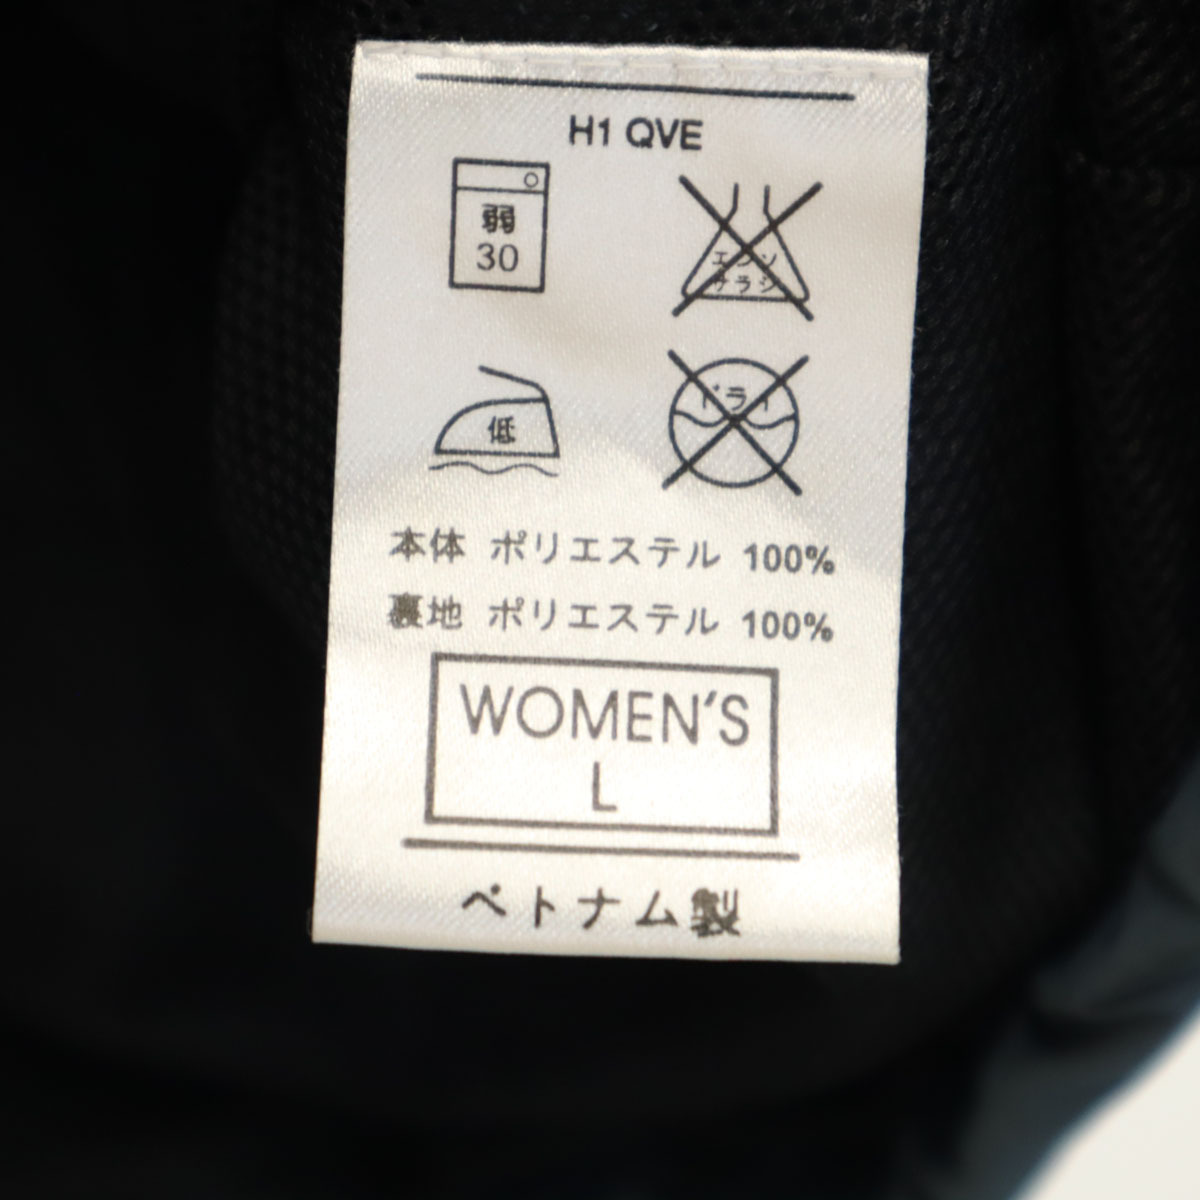 H1 QVE
弱
30
エンソ
サラシ
低
ドライ
本体 ポリエステル 100%
裏地 ポリエステル 100%
WOMEN'S
L
ベトナム製